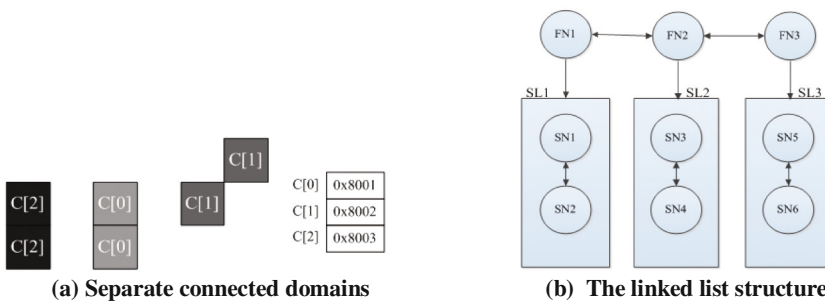 FN1 FN2 FN3
SL1 SL2 SL3
C[1] SN1 SN3 SN5
C[2] C[0] C[1] C[0] 0x8001
C[1] 0x8002
C[2] C[0] C[2] 0x8003
SN2 SN4 SN6
(a) Separate connected domains
(b) The linked list structure